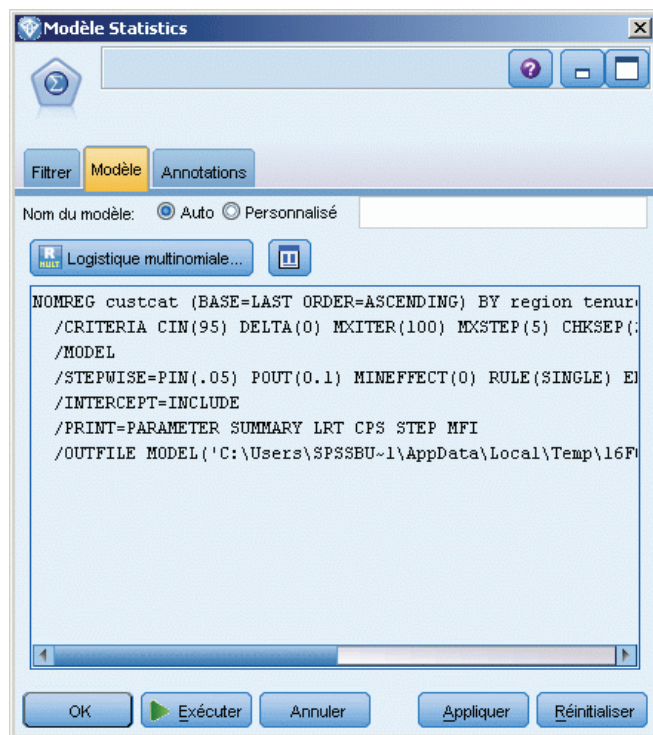 Modèle Statistics
Filtrer Modèle Annotations
Nom du modèle: Auto Personnalisé
R MULT Logistique multinomiale...
NOMREG custcat (BASE=LAST ORDER=ASCENDING) BY region tenur
/CRITERIA CIN(95) DELTA(0) MXITER(100) MXSTEP(5) CHKSEP(
/MODEL
/STEPWISE=PIN(.05) POUT(0.1) MINEFFECT(0) RULE(SINGLE)
/INTERCEPT=INCLUDE
/PRINT=PARAMETER SUMMARY LRT CPS STEP MFI
/OUTFILE MODEL('C:\Users\SPSSBU~1\AppData\Local\Temp\16F
OK Exécuter Annuler Appliquer Réinitialiser